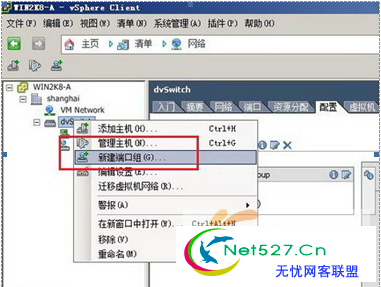 WIN2K8-A - vSphere Client
文件(F) 编辑(E) 视图(V) 清单(N) 系统管理(A) 插件(P) 帮助(H)
主页 清单 网络
WIN2K8-A
shanghai
VM Network
dvSwitch
入门 摘要 网络 端口 资源分配 配置 虚拟机
添加主机(H)... Ctrl+H
管理主机(N)... Ctrl+G
新建端口组(G)...
编辑设置(E)...
迁移虚拟机网络(R)...
警报(A)
在新窗口中打开(W)... Ctrl+Alt+N
移除(V)
重命名(M)
Net527.Cn
无忧网客联盟